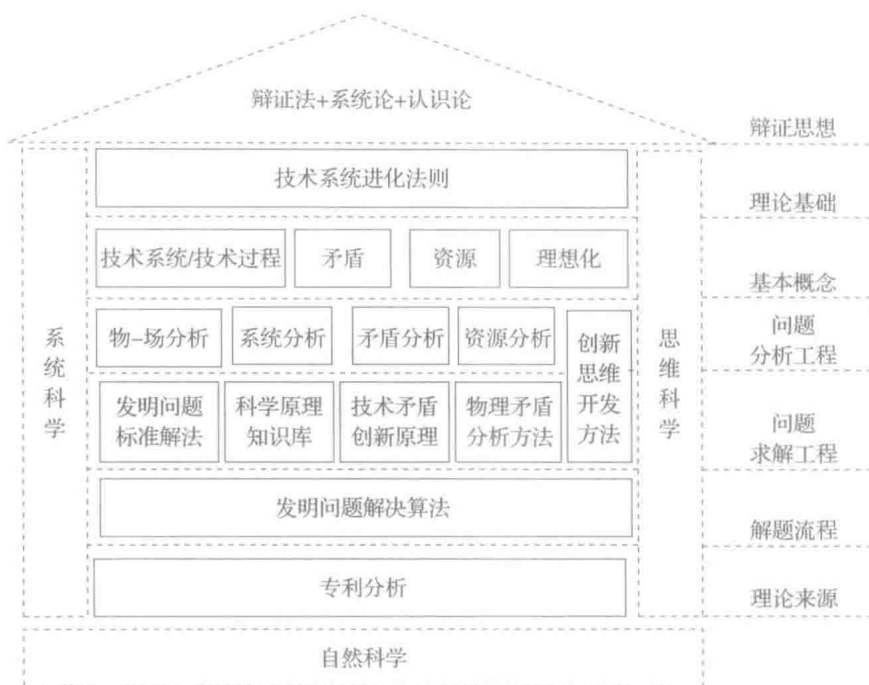 辩证法+系统论+认识论
辩证思想
技术系统进化法则
理论基础
技术系统/技术过程
矛盾
资源
理想化
基本概念
物-场分析
系统分析
矛盾分析
资源分析
创新
思维
开发
方法
问题
分析工程
系
统
科
学
思
维
科
学
发明问题
标准解法
科学原理
知识库
技术矛盾
创新原理
物理矛盾
分析方法
问题
求解工程
发明问题解决算法
解题流程
专利分析
理论来源
自然科学